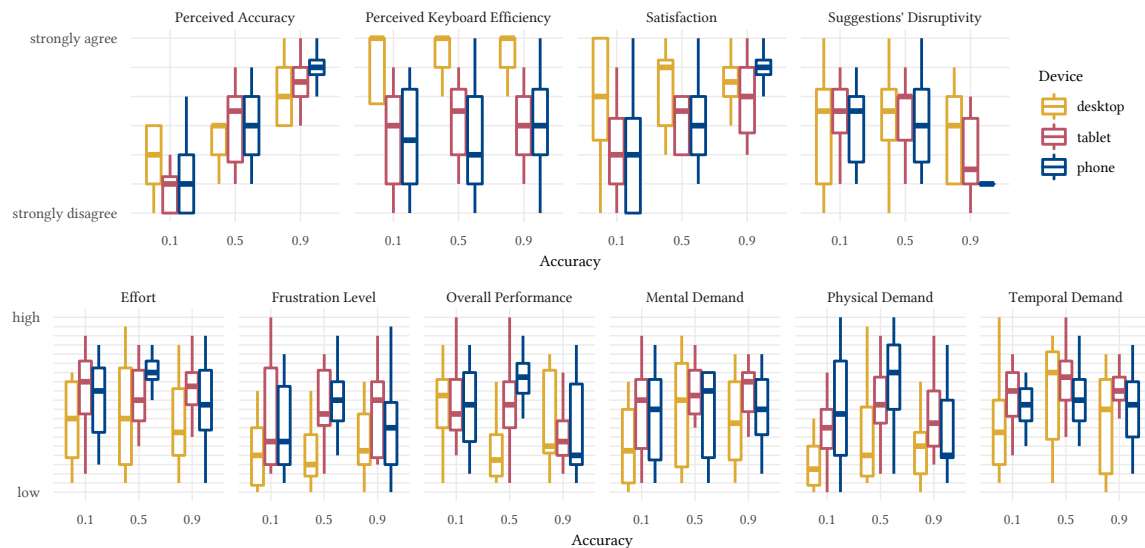 Perceived Accuracy Perceived Keyboard Efficiency Satisfaction Suggestions' Disruptivity
strongly agree
strongly disagree
0.1 0.5 0.9 0.1 0.5 0.9 0.1 0.5 0.9 0.1 0.5 0.9
Accuracy
Device
desktop
tablet
phone
Effort Frustration Level Overall Performance Mental Demand Physical Demand Temporal Demand
high
low
0.1 0.5 0.9 0.1 0.5 0.9 0.1 0.5 0.9 0.1 0.5 0.9 0.1 0.5 0.9 0.1 0.5 0.9
Accuracy